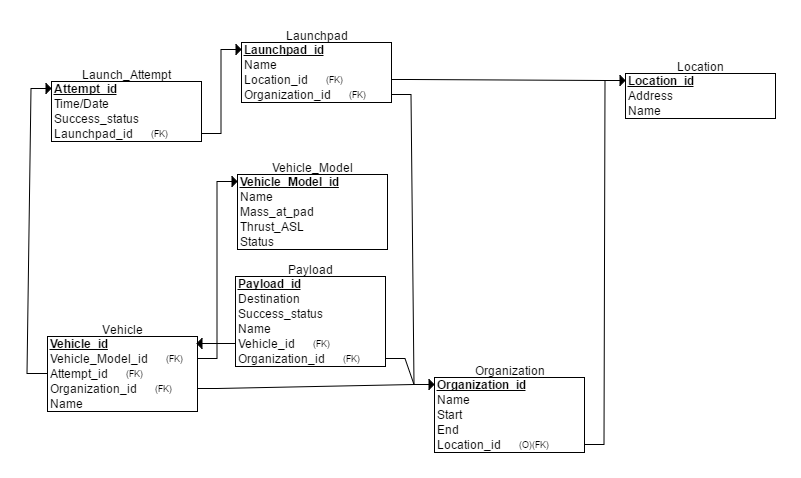 Launchpad
Launchpad_id
Name
Location_id (FK)
Organization_id (FK)
Launch_Attempt
Attempt_id
Time/Date
Success_status
Launchpad_id (FK)
Location
Location_id
Address
Name
Vehicle_Model
Vehicle_Model_id
Name
Mass_at_pad
Thrust_ASL
Status
Payload
Payload_id
Destination
Success_status
Name
Vehicle_id (FK)
Organization_id (FK)
Vehicle
Vehicle_id
Vehicle_Model_id (FK)
Attempt_id (FK)
Organization_id (FK)
Name
Organization
Organization_id
Name
Start
End
Location_id (O)(FK)